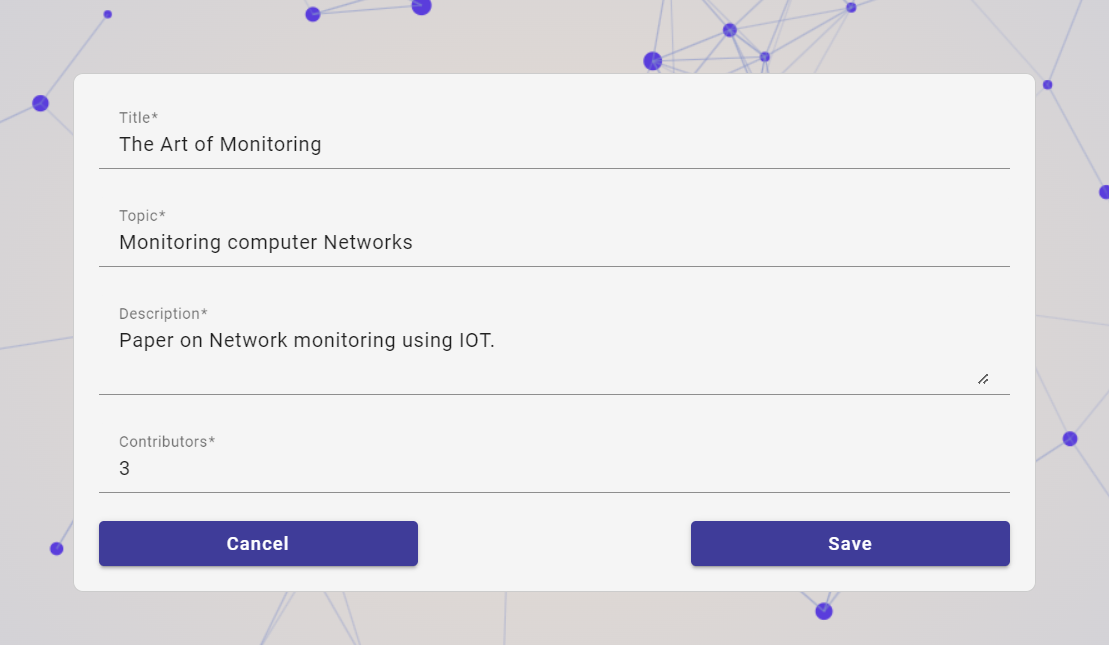 Title*
The Art of Monitoring
Topic*
Monitoring computer Networks
Description*
Paper on Network monitoring using IOT.
Contributors*
3
Cancel
Save